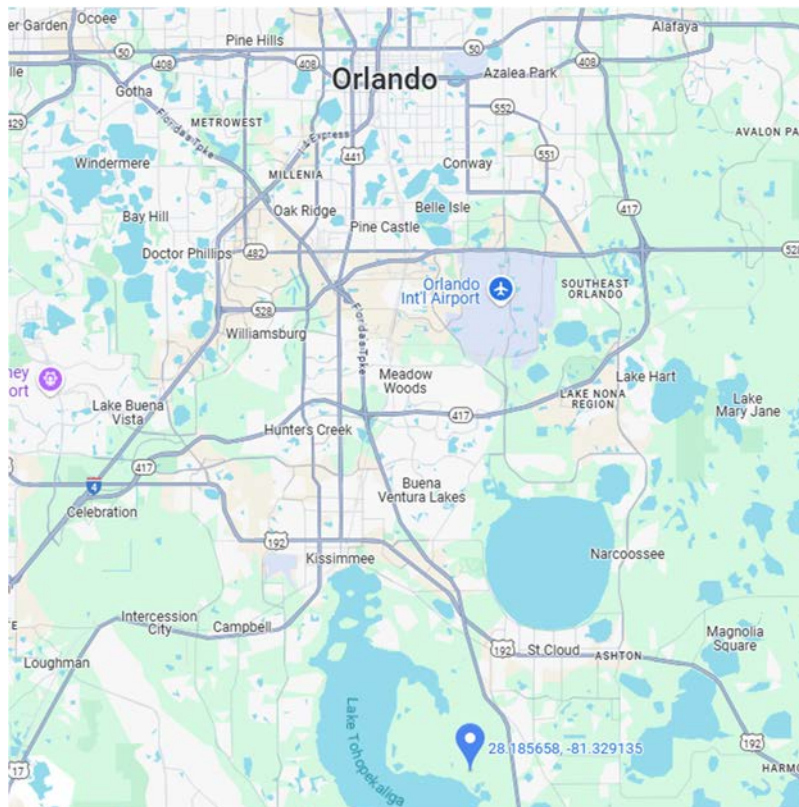 Ocoee
Alafaya
50
Pine Hills
50
408
408
Orlando
Azalea Park
408
Gotha
429
METROWEST
552
Florida's Tpke
I-4 Express
441
551
AVALON PA
Windermere
MILLENIA
Conway
Bay Hill
Oak Ridge
Belle Isle
417
Pine Castle
Doctor Phillips
482
528
Orlando
Int'l Airport
SOUTHEAST
ORLANDO
528
Williamsburg
Florida's Tpke
Meadow
Woods
Lake Hart
LAKE NONA
REGION
Lake
Mary Jane
Lake Buena
Vista
417
Hunters Creek
417
4
Buena
Ventura Lakes
Celebration
192
Kissimmee
Narcoossee
Intercession
City
Campbell
Magnolia
Square
192
St Cloud
ASHTON
Loughman
Lake Tohopekaliga
28.185658, -81.329135
192
17
HARMO